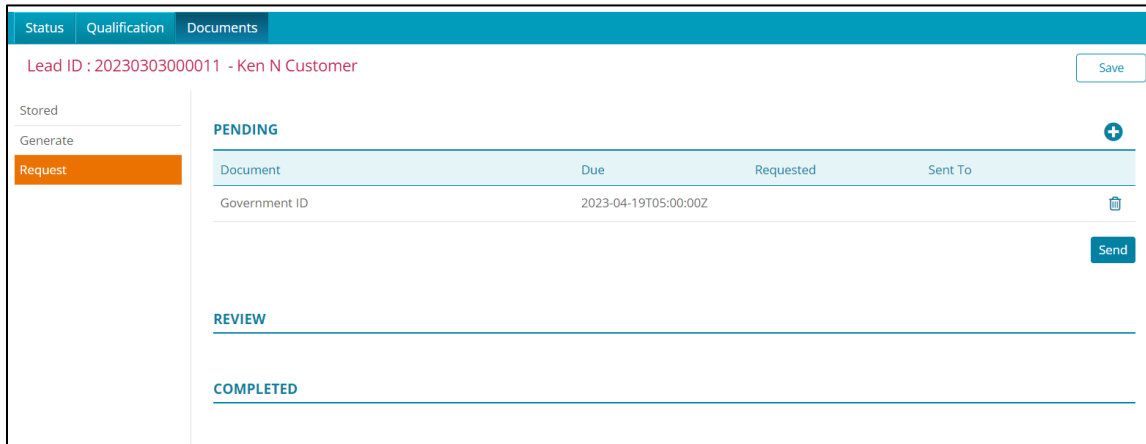 Status Qualification Documents
Lead ID : 20230303000011 - Ken N Customer
Save
Stored
Generate
Request
PENDING
Document Due Requested Sent To
Government ID 2023-04-19T05:00:00Z
Send
REVIEW
COMPLETED